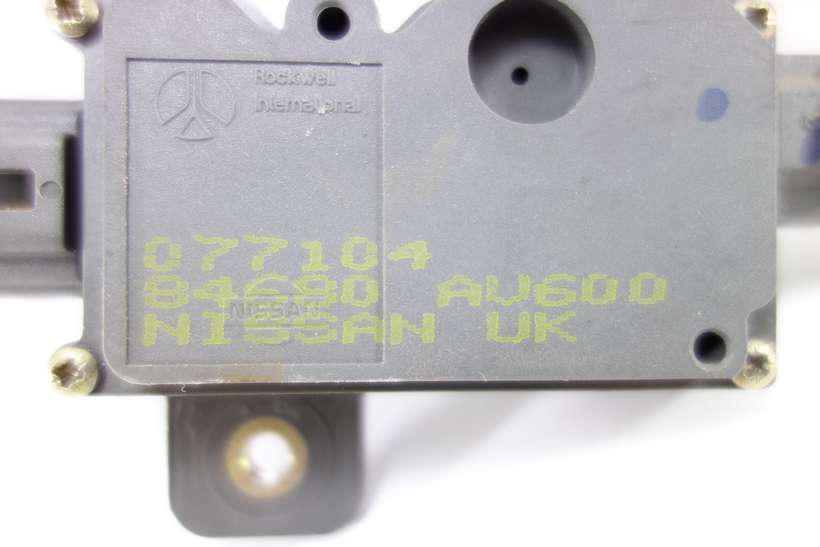 Rockwell
International
077104
84680 AV600
NISSAN
NISSAN UK